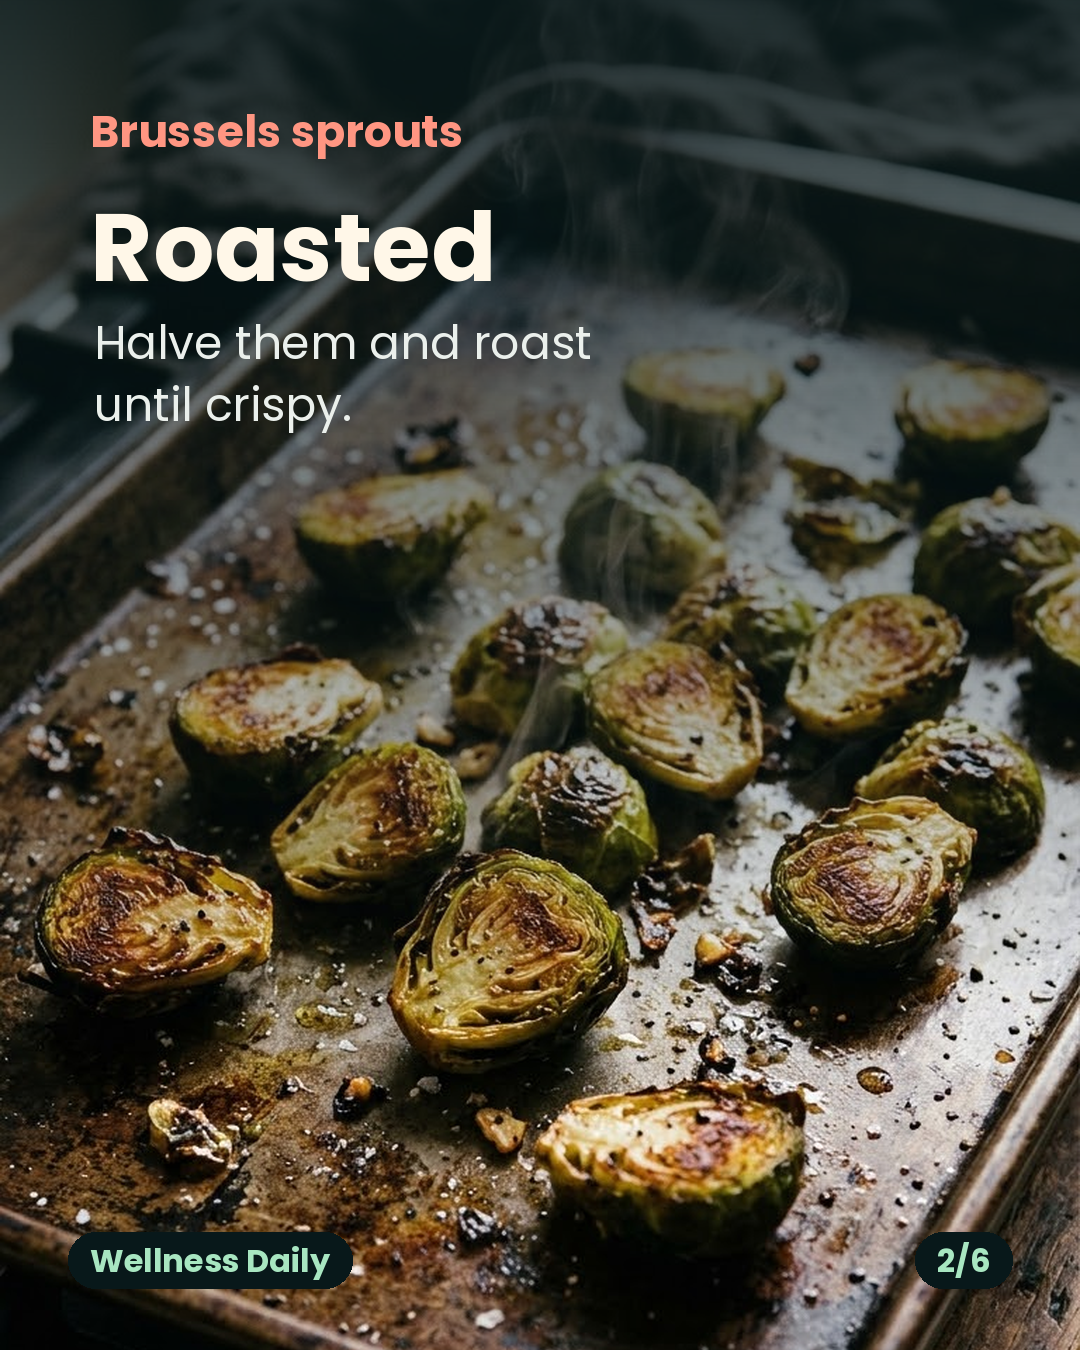 Brussels sprouts
Roasted
Halve them and roast
until crispy.
Wellness Daily
2/6